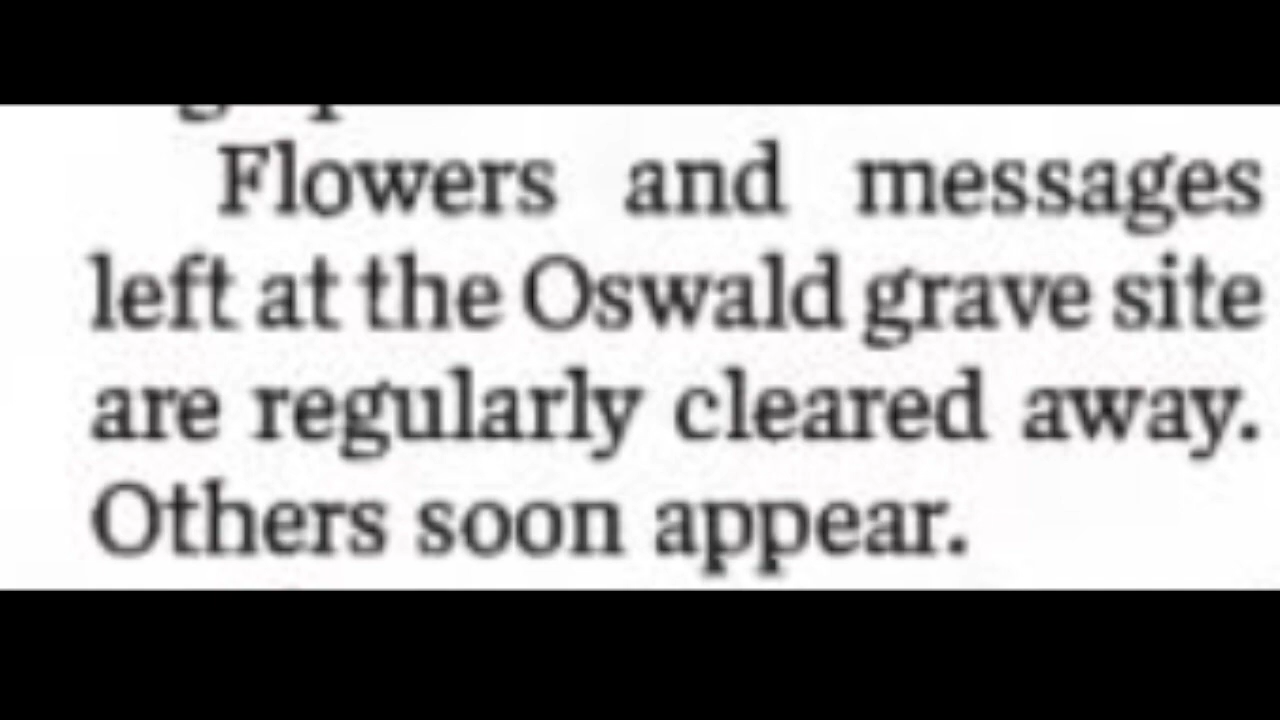 Flowers and messages
left at the Oswald grave site
are regularly cleared away.
Others soon appear.